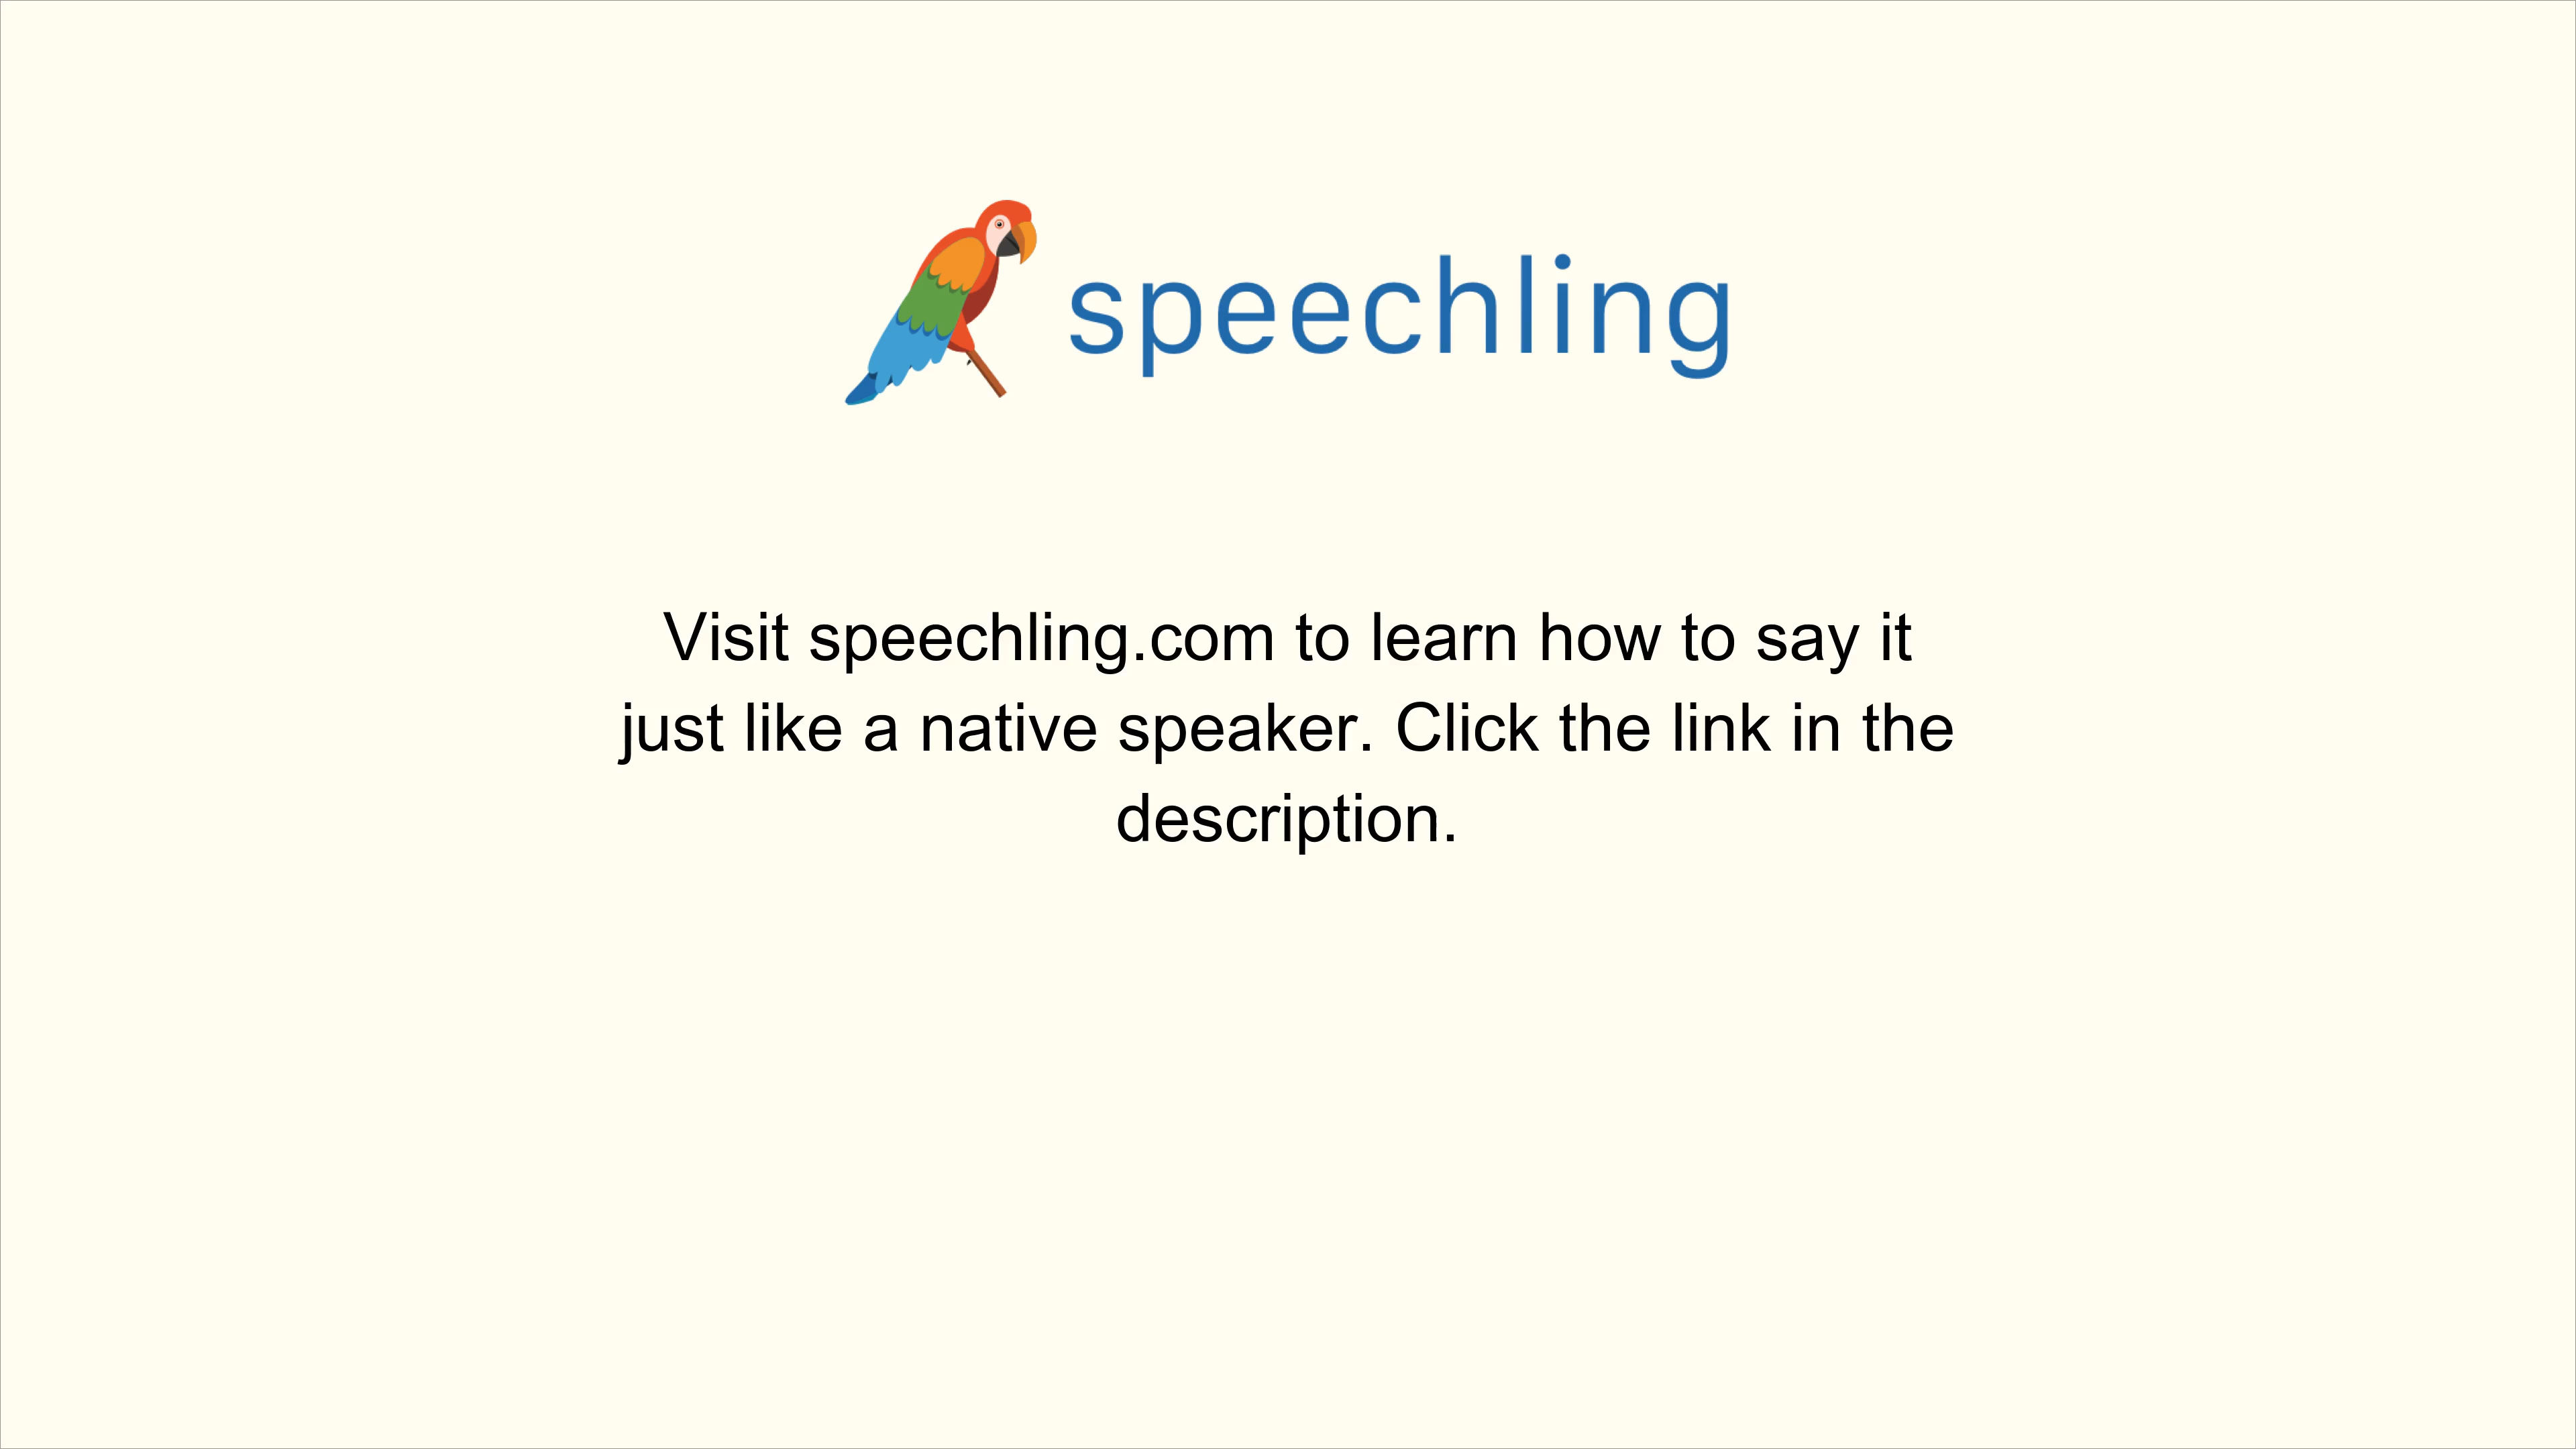 speechling
Visit speechling.com to learn how to say it
just like a native speaker. Click the link in the
description.